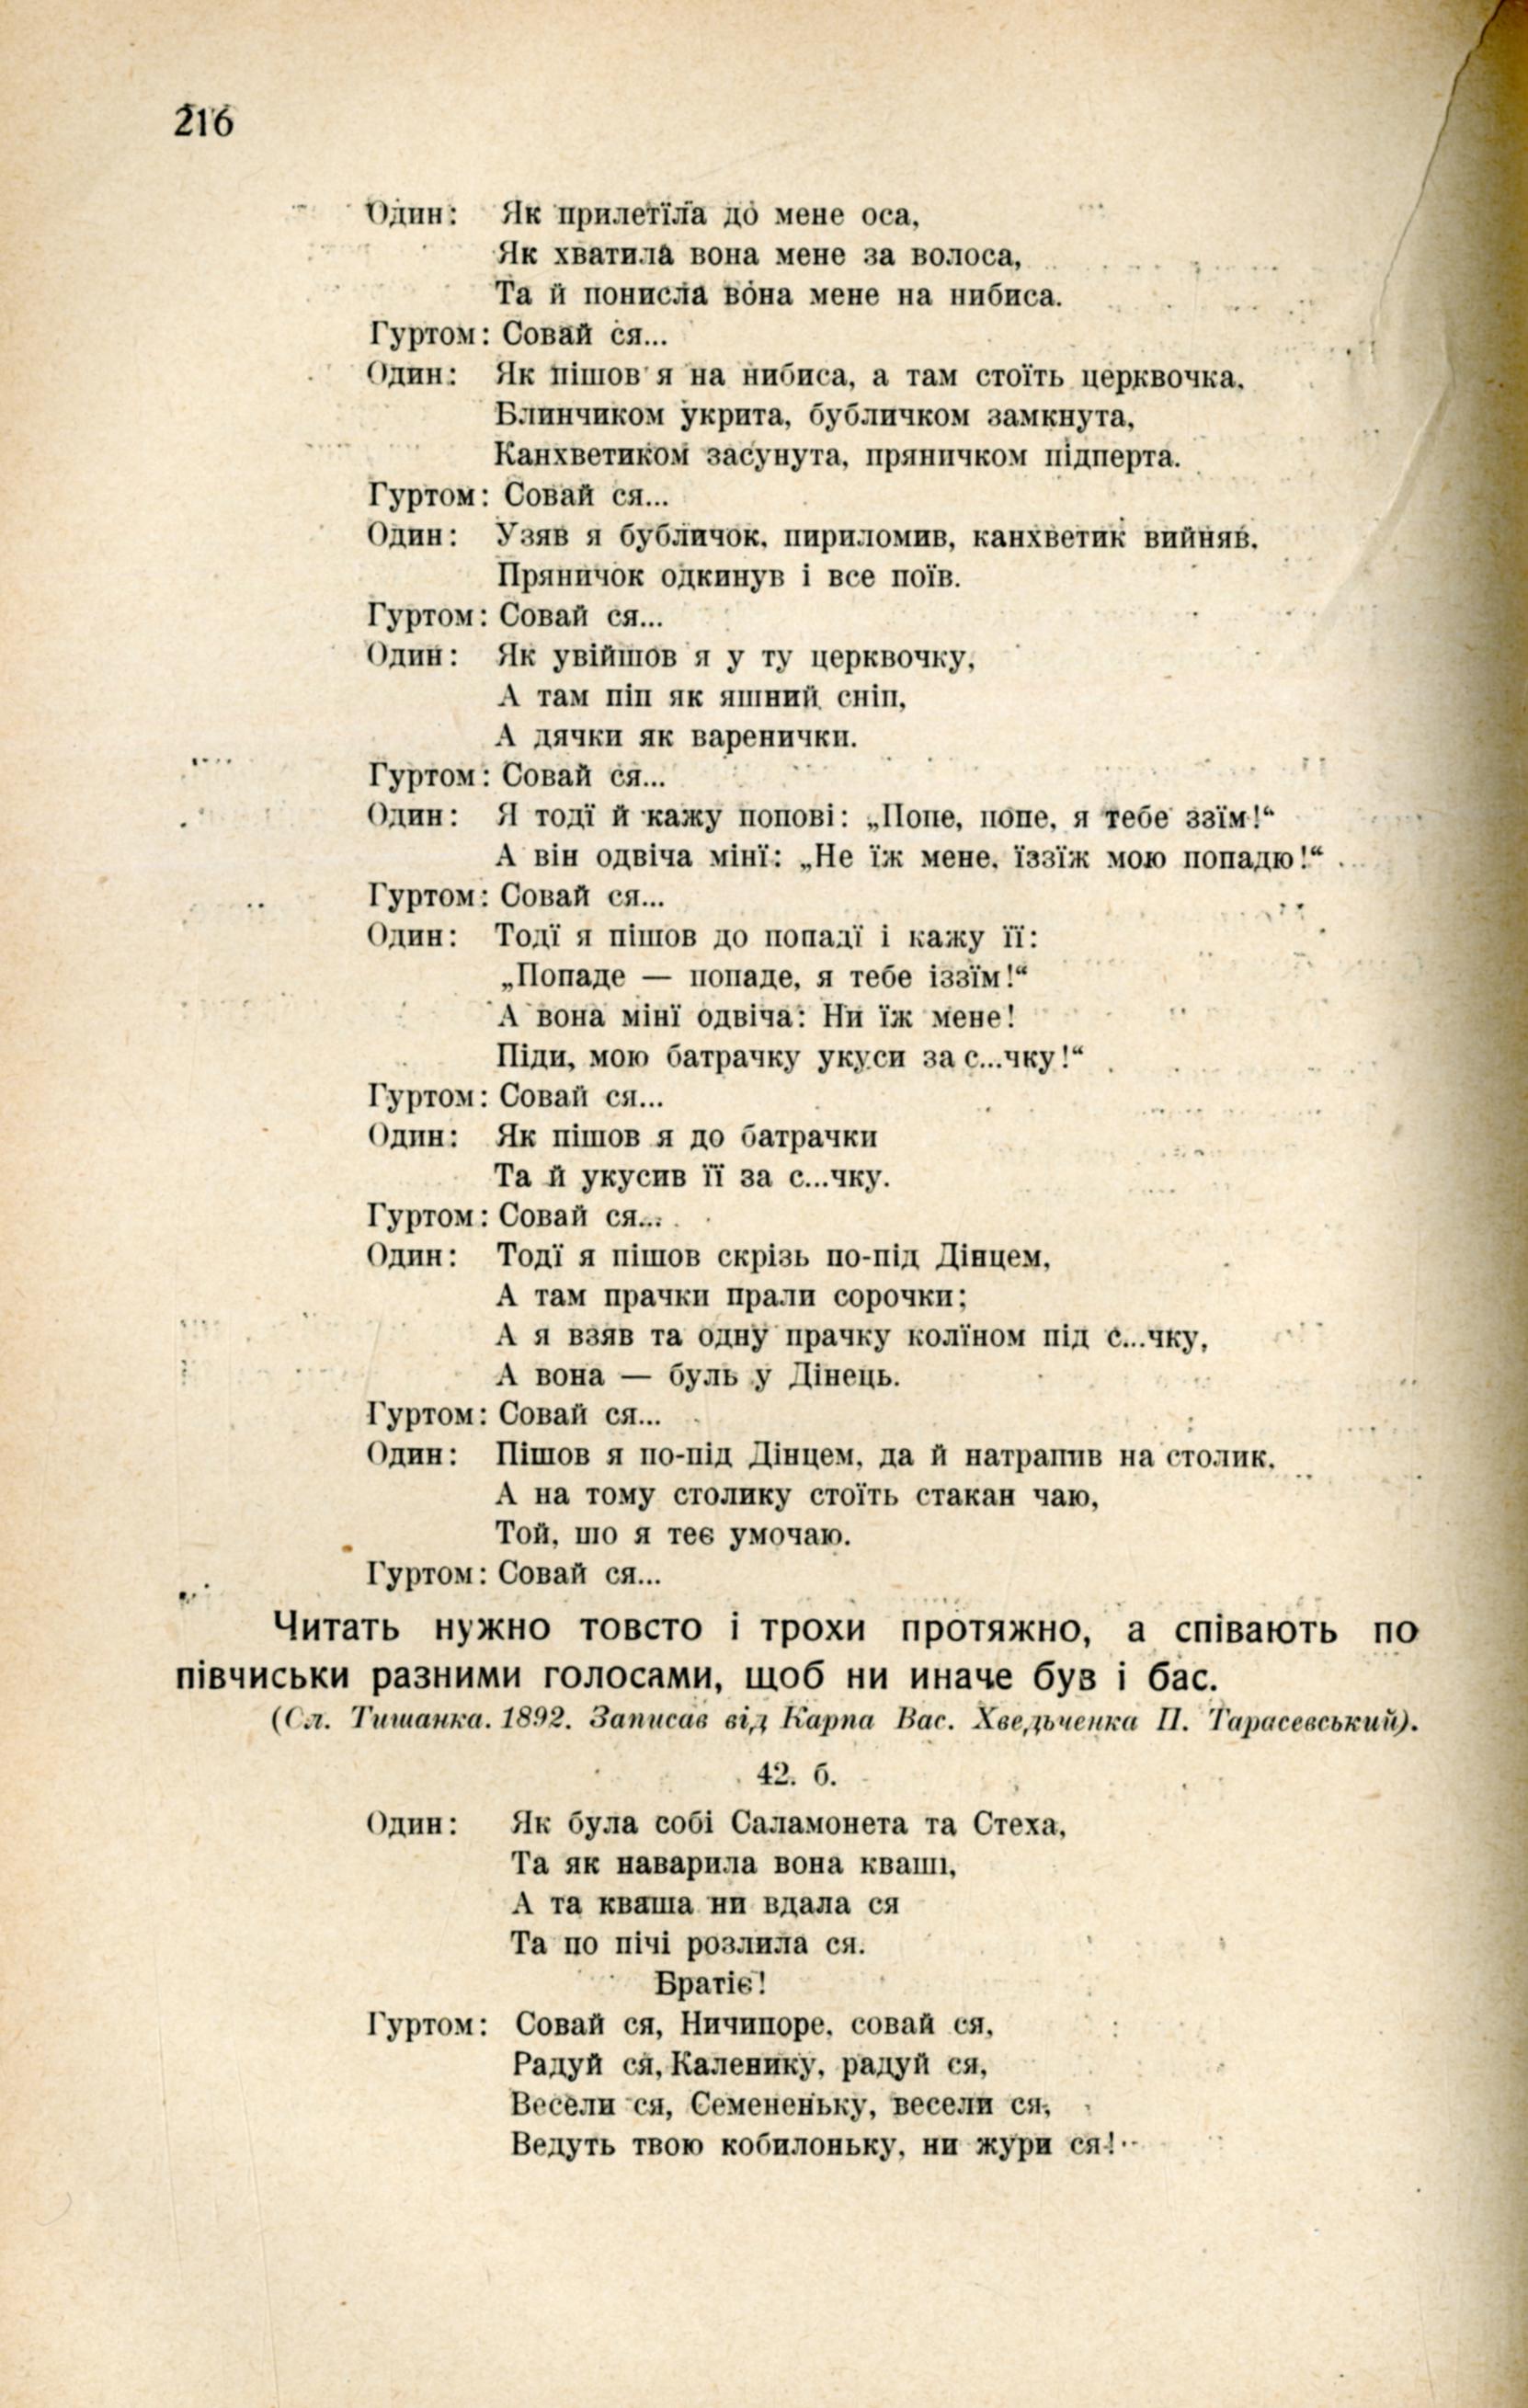 216
Один: Як прилетїла до мене оса,
Як хватила вона мене за волоса,
Та й понисла вона мене на нибиса.
Гуртом: Совай ся...
Один: Як пішов я на нибиса, а там стоїть церквочка,
Блинчиком укрита, бубличком замкнута,
Канхветиком засунута, пряничком підперта.
Гуртом: Совай ся...
Один: Узяв я бубличок, пириломив, канхветик вийняв,
Пряничок одкинув і все поїв.
Гуртом: Совай ся...
Один: Як увійшов я у ту церквочку,
А там піп як яшний сніп,
А дячки як варенички.
Гуртом: Совай ся...
Один: Я тодї й кажу попові: „Попе, попе, я тебе ззїм!“
А він одвіча мінї: „Не їж мене, їззїж мою попадю!“
Гуртом: Совай ся...
Один: Тодї я пішов до попадї і кажу її:
„Попаде — попаде, я тебе іззїм!“
А вона мінї одвіча: Ни їж мене!
Піди, мою батрачку укуси за с...чку!“
Гуртом: Совай ся...
Один: Як пішов я до батрачки
Та й укусив її за с...чку.
Гуртом: Совай ся...
Один: Тодї я пішов скрізь по-під Дінцем,
А там прачки прали сорочки;
А я взяв та одну прачку колїном під с...чку,
А вона — буль у Дінець.
Гуртом: Совай ся...
Один: Пішов я по-під Дінцем, да й натрапив на столик,
А на тому столику стоїть стакан чаю,
Той, шо я теє умочаю.
Гуртом: Совай ся...
Читать нужно товсто і трохи протяжно, а співають по
півчиськи разними голосами, щоб ни иначе був і бас.
(Сл. Тишанка. 1892. Записав від Карпа Вас. Хведьченка П. Тарасевський).
42. б.
Один: Як була собі Саламонета та Стеха,
Та як наварила вона кваші,
А та кваша ни вдала ся
Та по пічі розлила ся.
Братіє!
Гуртом: Совай ся, Ничипоре, совай ся,
Радуй ся, Каленику, радуй ся,
Весели ся, Семененьку, весели ся,
Ведуть твою кобилоньку, ни жури ся!